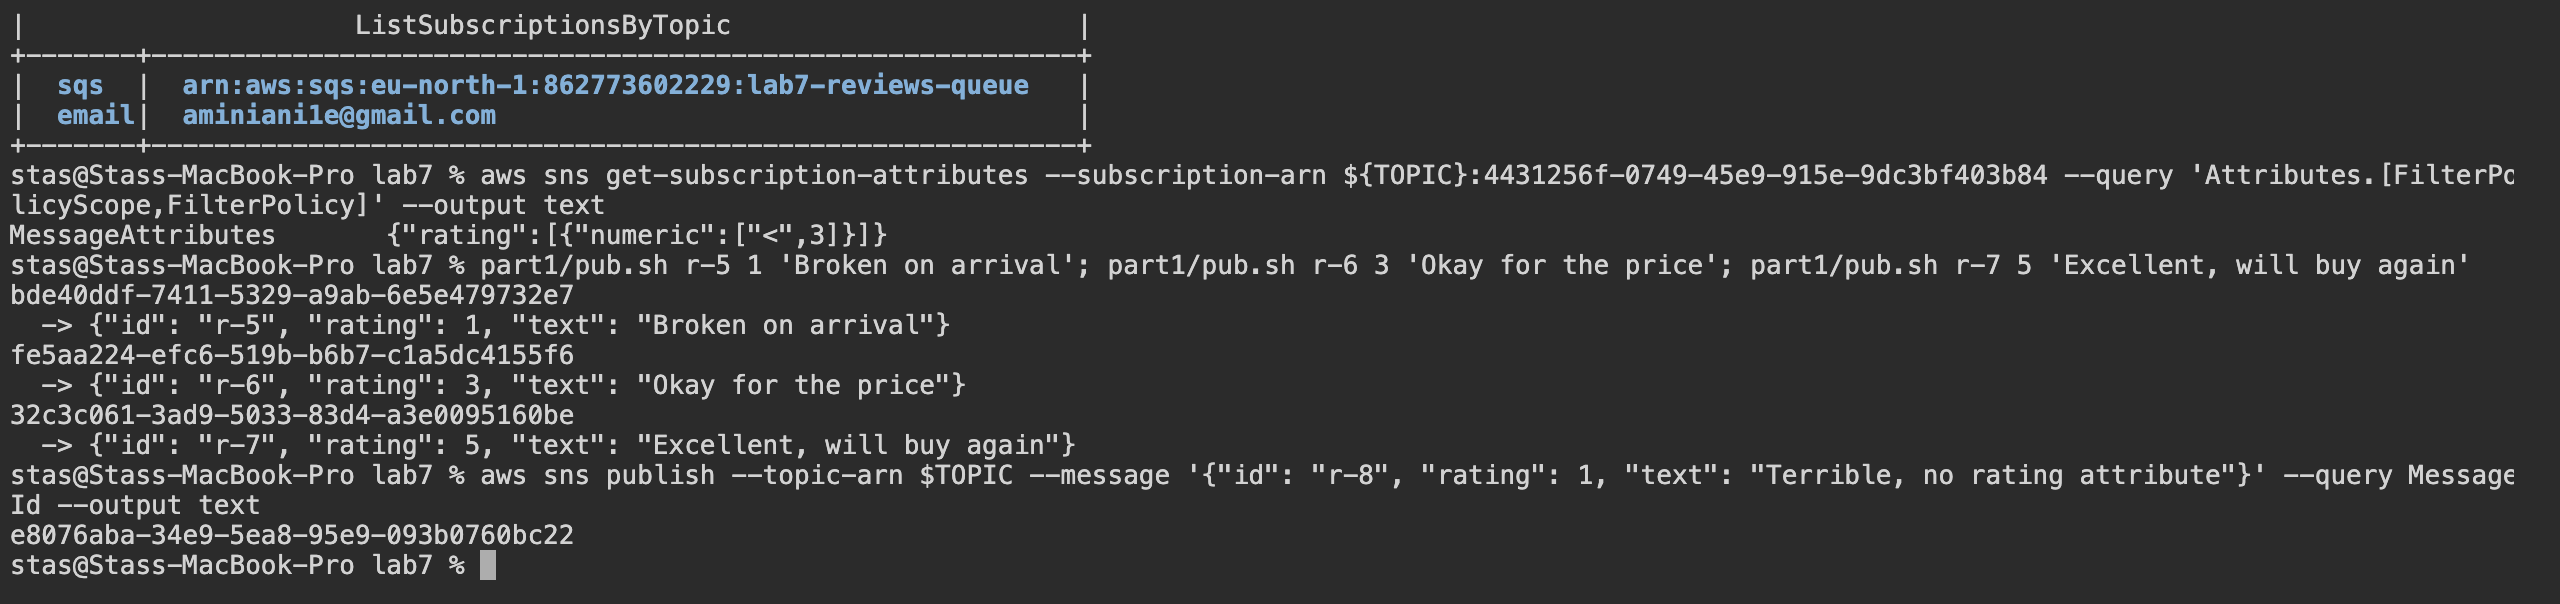 |                      ListSubscriptionsByTopic                      |
+-------+------------------------------------------------------------+
|  sqs  |  arn:aws:sqs:eu-north-1:862773602229:lab7-reviews-queue   |
|  email|  aminiani1e@gmail.com                                     |
+-------+------------------------------------------------------------+
stas@Stass-MacBook-Pro lab7 % aws sns get-subscription-attributes --subscription-arn ${TOPIC}:4431256f-0749-45e9-915e-9dc3bf403b84 --query 'Attributes.[FilterPo
licyScope,FilterPolicy]' --output text
MessageAttributes       {"rating":[{"numeric":["<",3]}]}
stas@Stass-MacBook-Pro lab7 % part1/pub.sh r-5 1 'Broken on arrival'; part1/pub.sh r-6 3 'Okay for the price'; part1/pub.sh r-7 5 'Excellent, will buy again'
bde40ddf-7411-5329-a9ab-6e5e479732e7
  -> {"id": "r-5", "rating": 1, "text": "Broken on arrival"}
fe5aa224-efc6-519b-b6b7-c1a5dc4155f6
  -> {"id": "r-6", "rating": 3, "text": "Okay for the price"}
32c3c061-3ad9-5033-83d4-a3e0095160be
  -> {"id": "r-7", "rating": 5, "text": "Excellent, will buy again"}
stas@Stass-MacBook-Pro lab7 % aws sns publish --topic-arn $TOPIC --message '{"id": "r-8", "rating": 1, "text": "Terrible, no rating attribute"}' --query Message
Id --output text
e8076aba-34e9-5ea8-95e9-093b0760bc22
stas@Stass-MacBook-Pro lab7 %